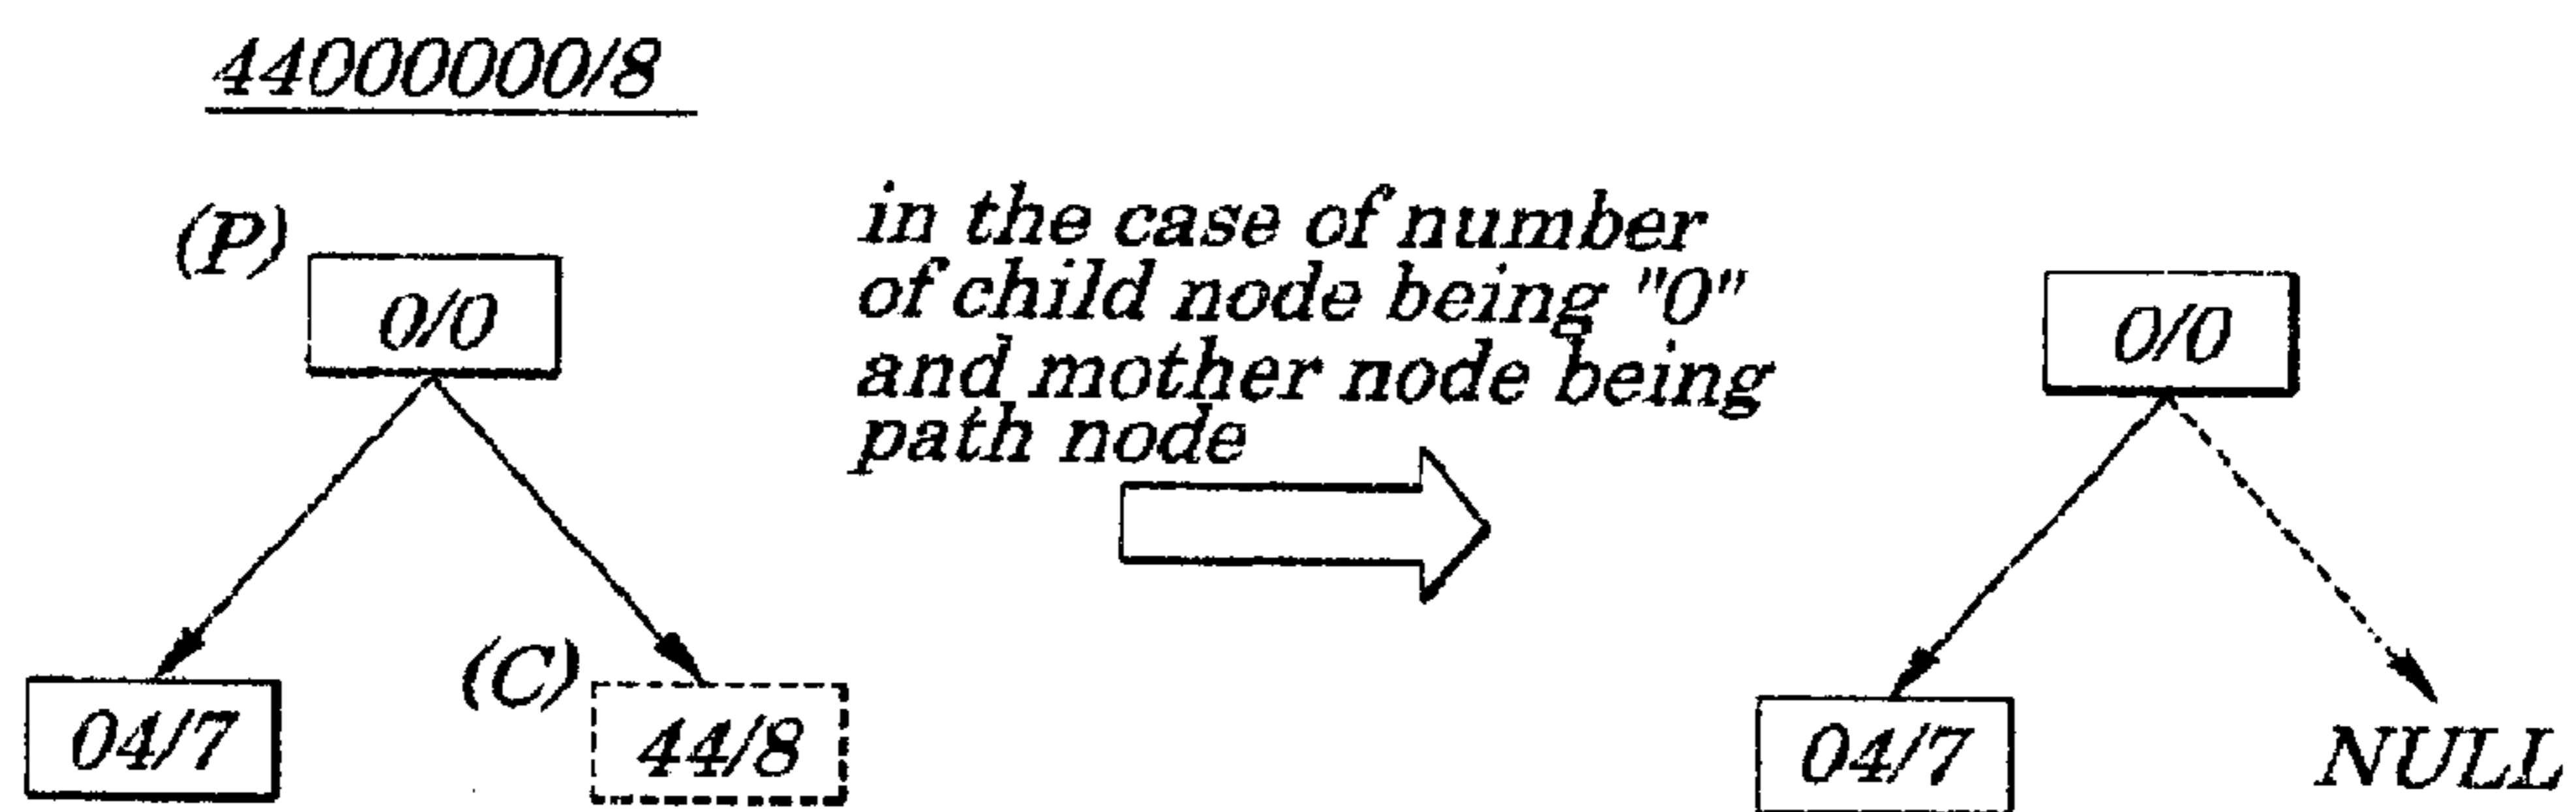 44000000/8
(P)
0/0
in the case of number
of child node being "0"
and mother node being
path node
0/0
04/7
(C)
44/8
04/7
NULL